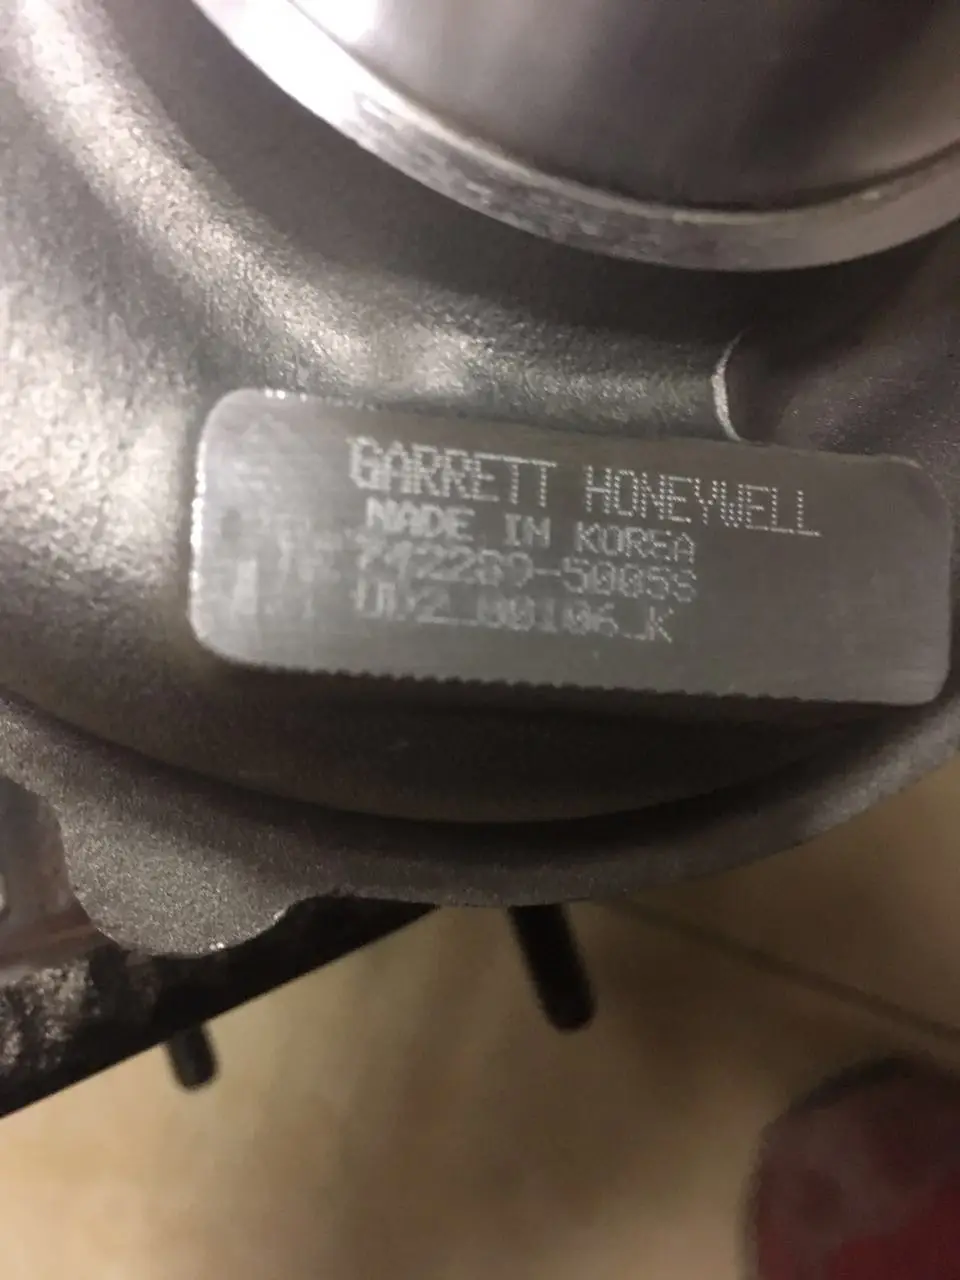 GARRETT HONEYWELL
MADE IN KOREA
742289-5005S